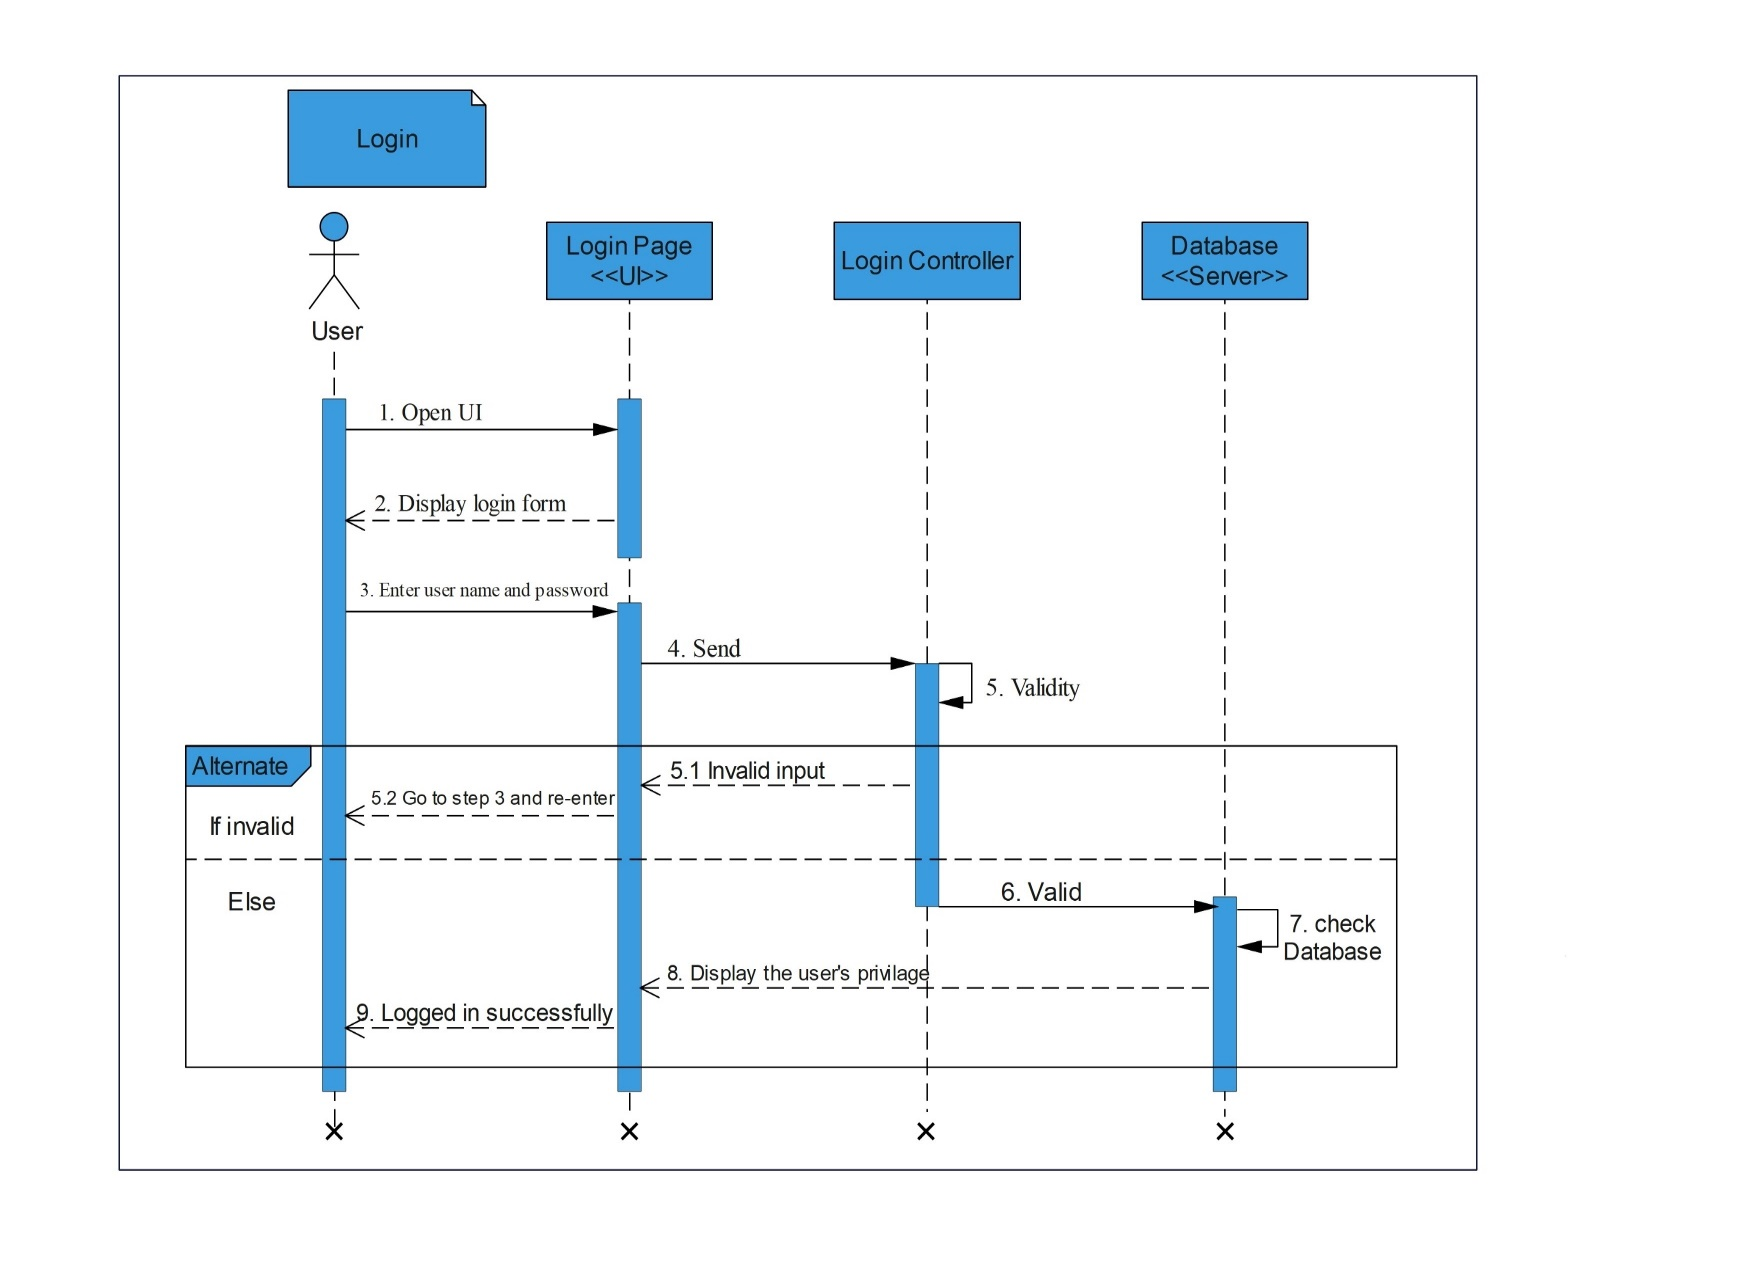 Login
User
Login Page
<<UI>>
Login Controller
Database
<<Server>>
1. Open UI
2. Display login form
3. Enter user name and password
4. Send
5. Validity
Alternate
5.1 Invalid input
5.2 Go to step 3 and re-enter
If invalid
Else
6. Valid
7. check
Database
8. Display the user's privilage
9. Logged in successfully